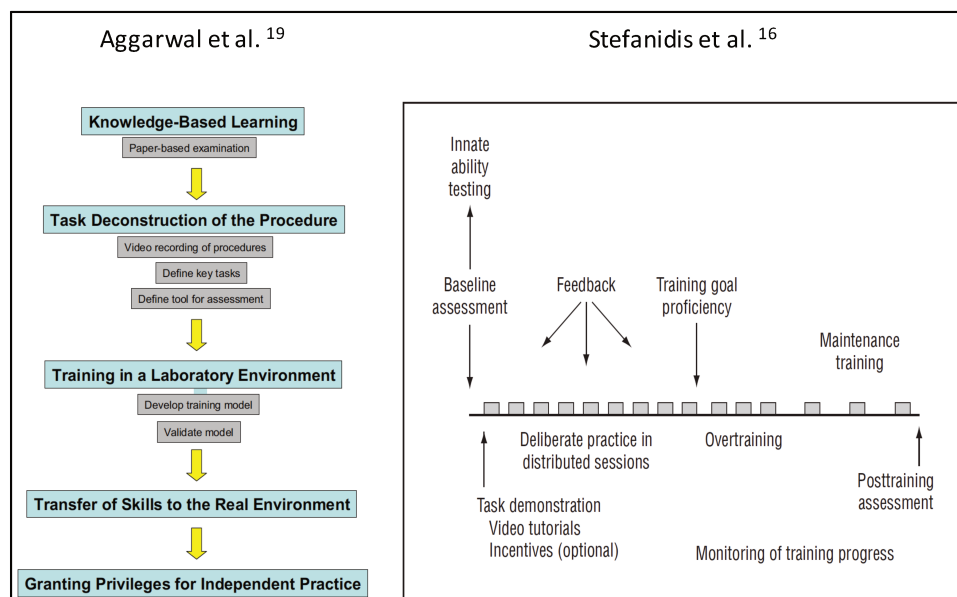 Aggarwal et al. 19
Knowledge-Based Learning
Paper-based examination
Task Deconstruction of the Procedure
Video recording of procedures
Define key tasks
Define tool for assessment
Training in a Laboratory Environment
Develop training model
Validate model
Transfer of Skills to the Real Environment
Granting Privileges for Independent Practice
Stefanidis et al. 16
Innate
ability
testing
Baseline
assessment
Feedback
Training goal
proficiency
Maintenance
training
Deliberate practice in
distributed sessions
Overtraining
Posttraining
assessment
Task demonstration
Video tutorials
Incentives (optional)
Monitoring of training progress